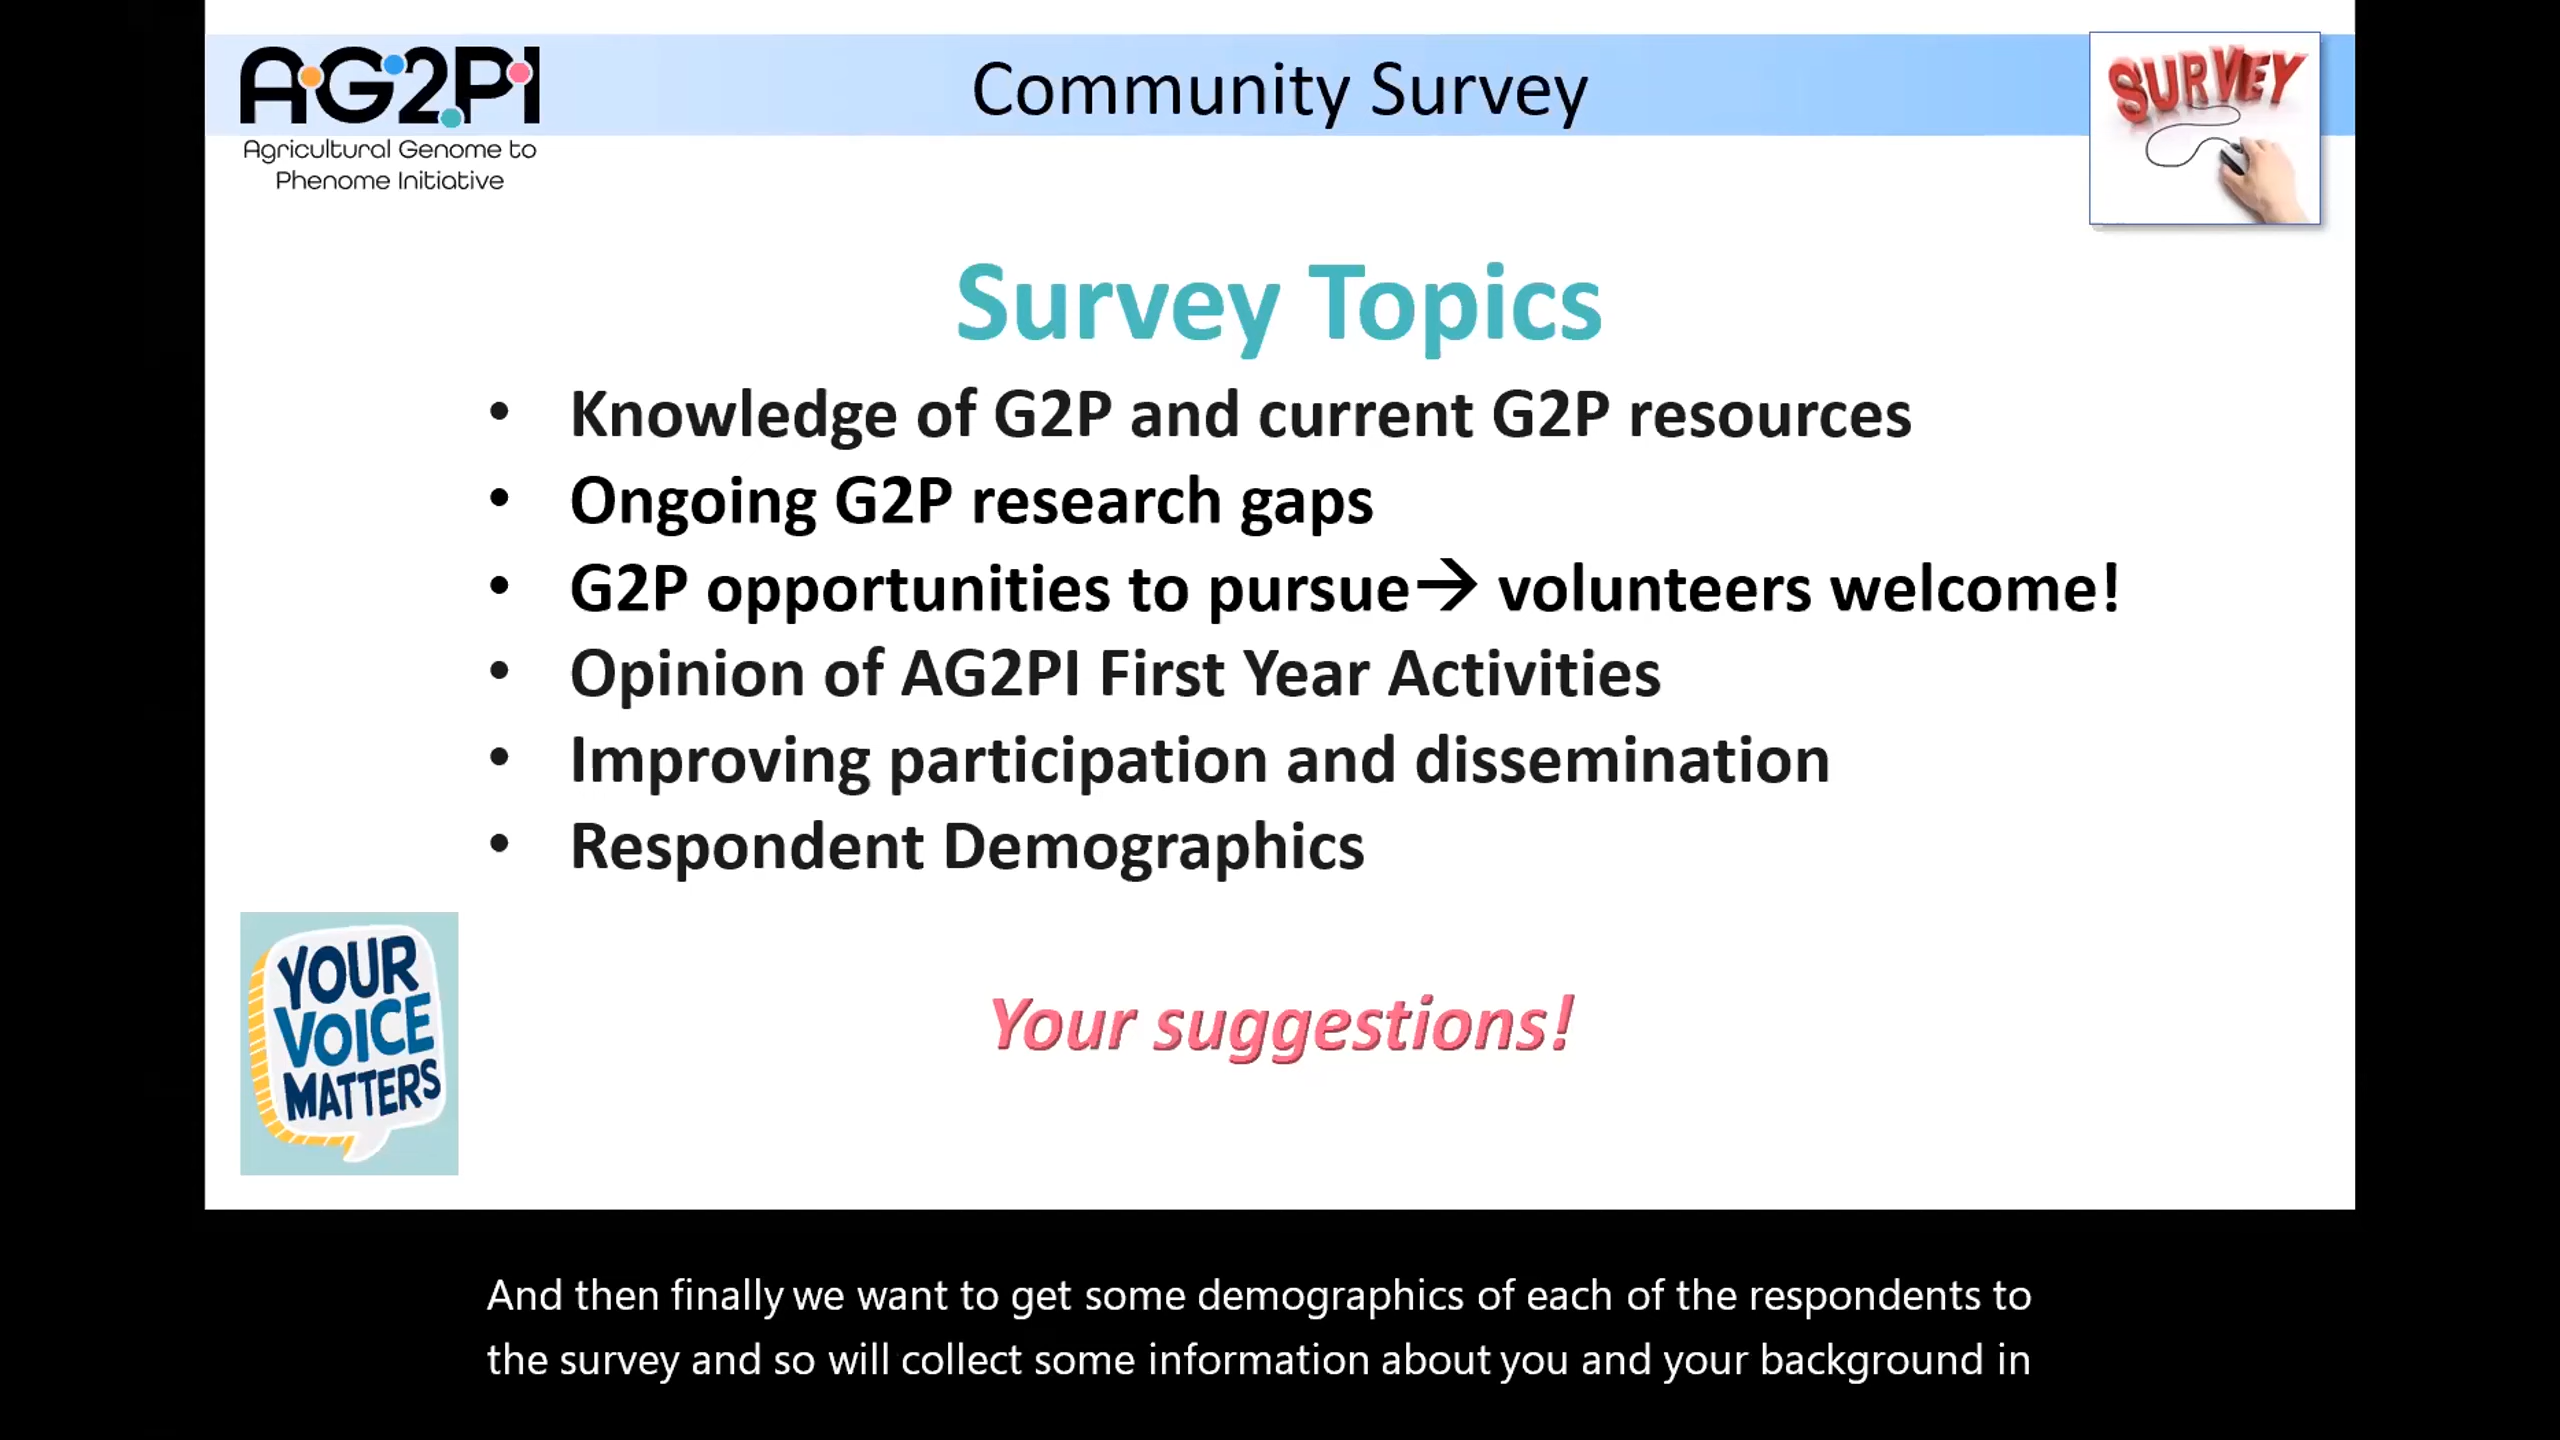 AG2PI
Agricultural Genome to
Phenome Initiative
Community Survey
SURVEY
Survey Topics
• Knowledge of G2P and current G2P resources
• Ongoing G2P research gaps
• G2P opportunities to pursue→ volunteers welcome!
• Opinion of AG2PI First Year Activities
• Improving participation and dissemination
• Respondent Demographics
YOUR
VOICE
MATTERS
Your suggestions!
And then finally we want to get some demographics of each of the respondents to
the survey and so will collect some information about you and your background in